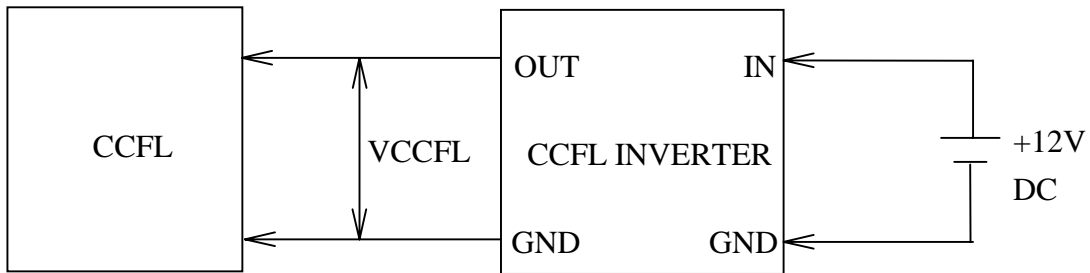 OUT
IN
CCFL
VCCFL
CCFL INVERTER
+12V
DC
GND
GND